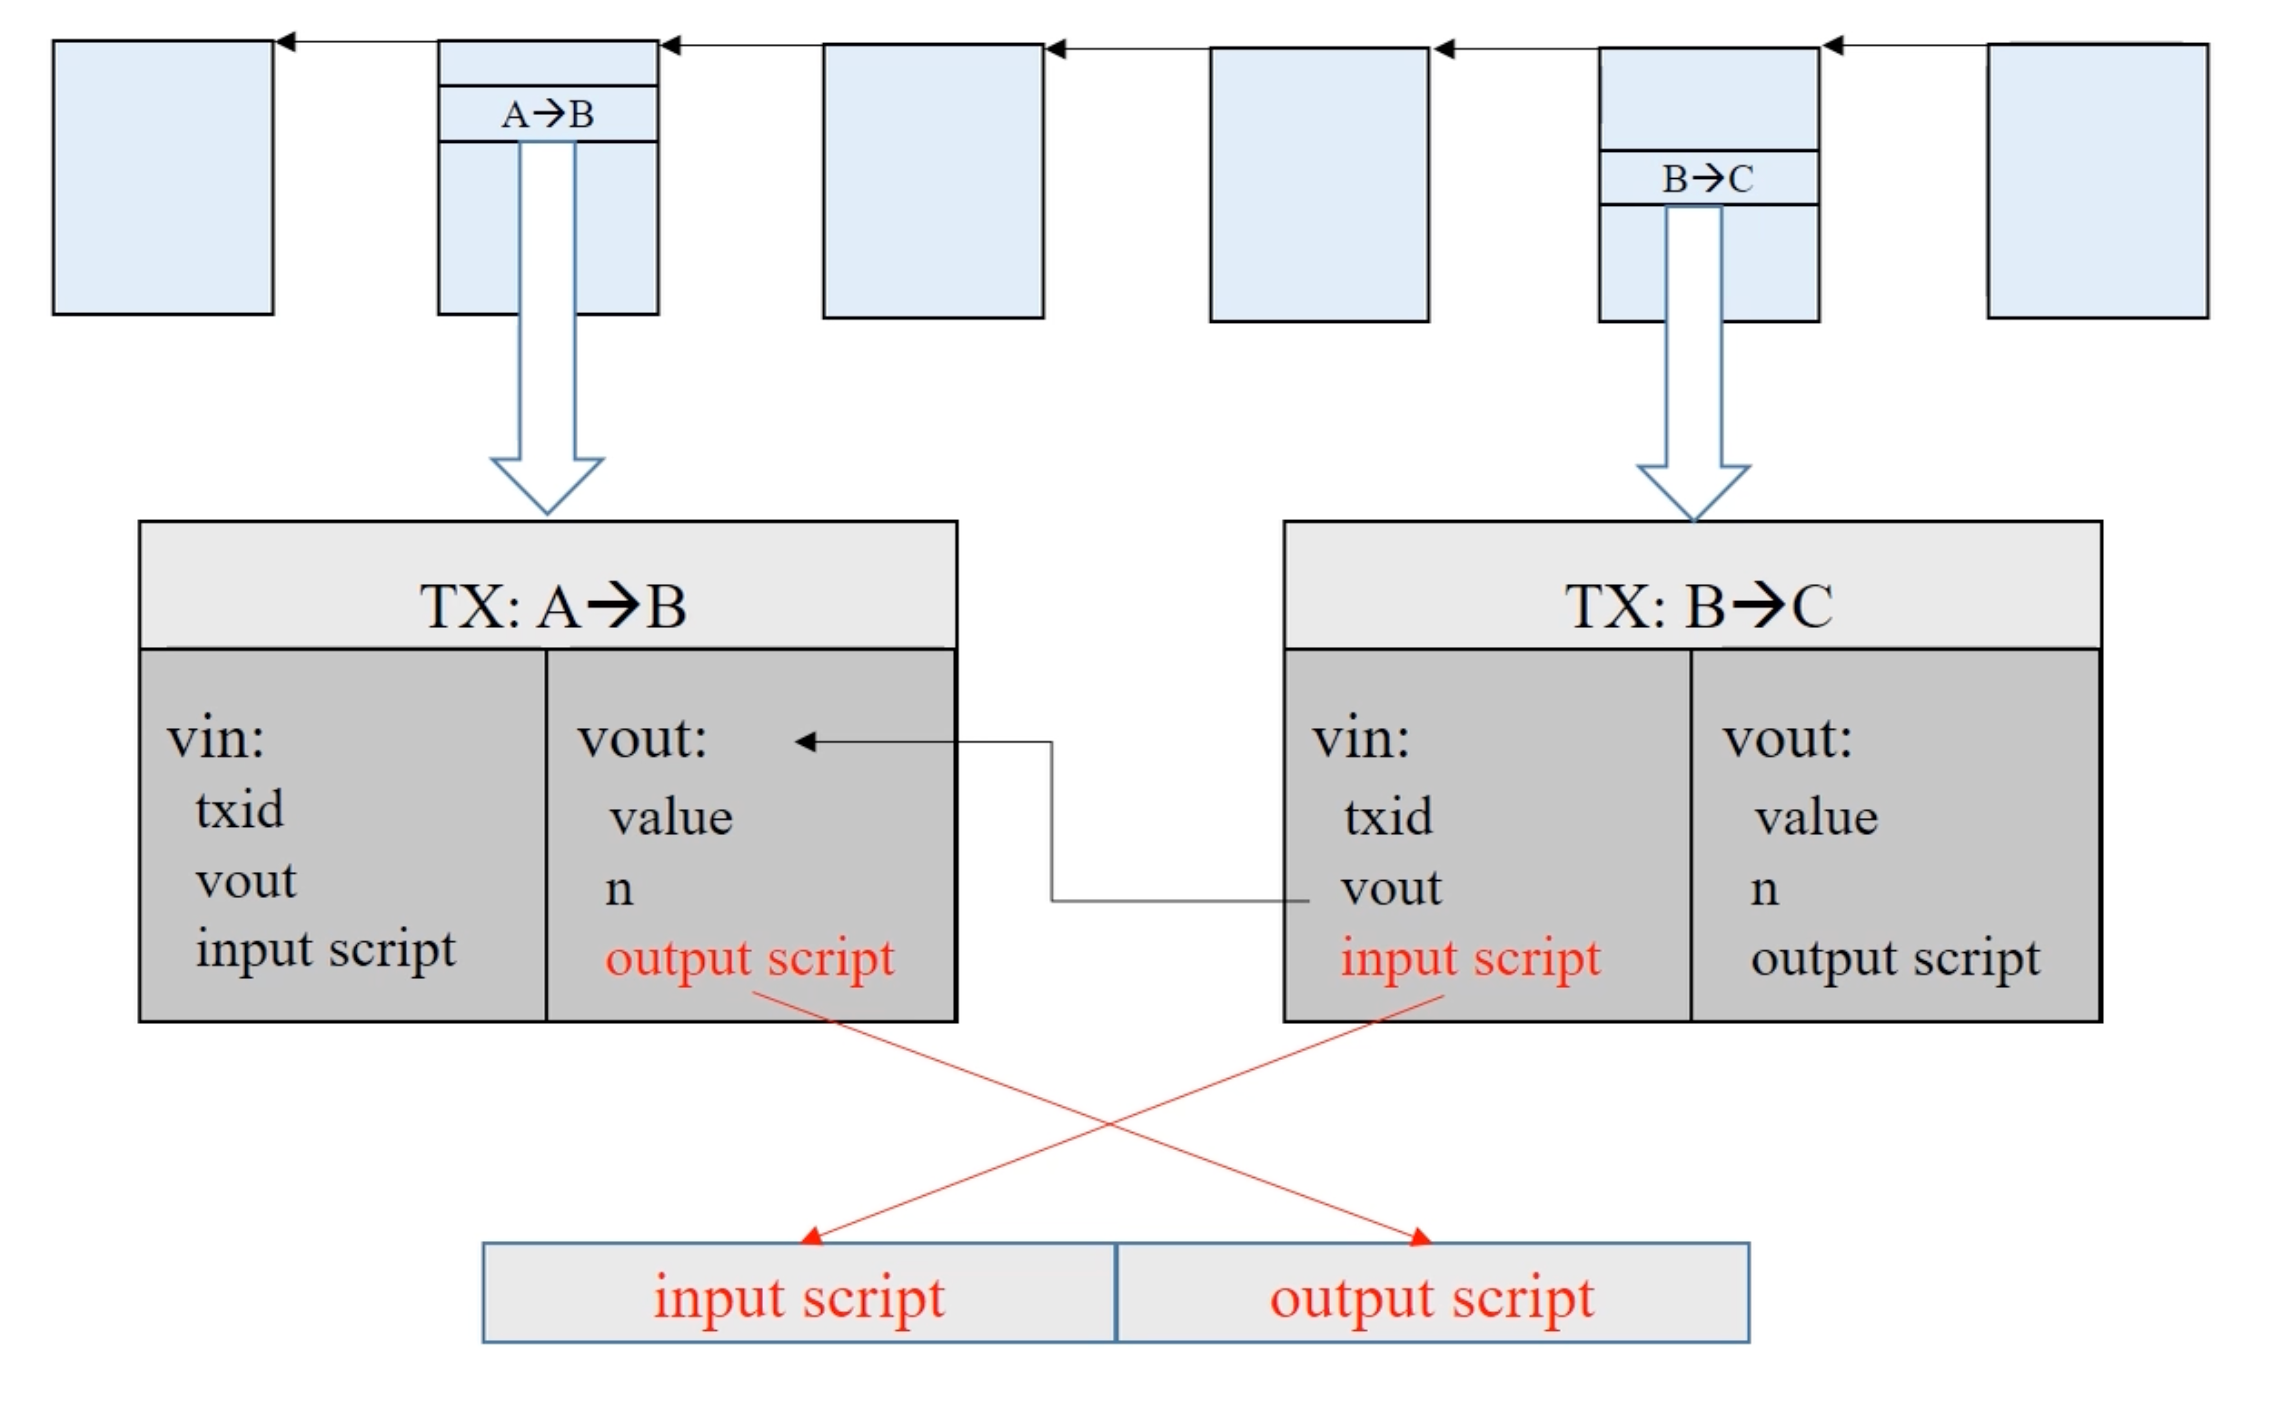 A→B
B→C
TX: A→B
TX: B→C
vin:
txid
vout
input script
vout:
value
n
output script
vin:
txid
vout
input script
vout:
value
n
output script
input script
output script